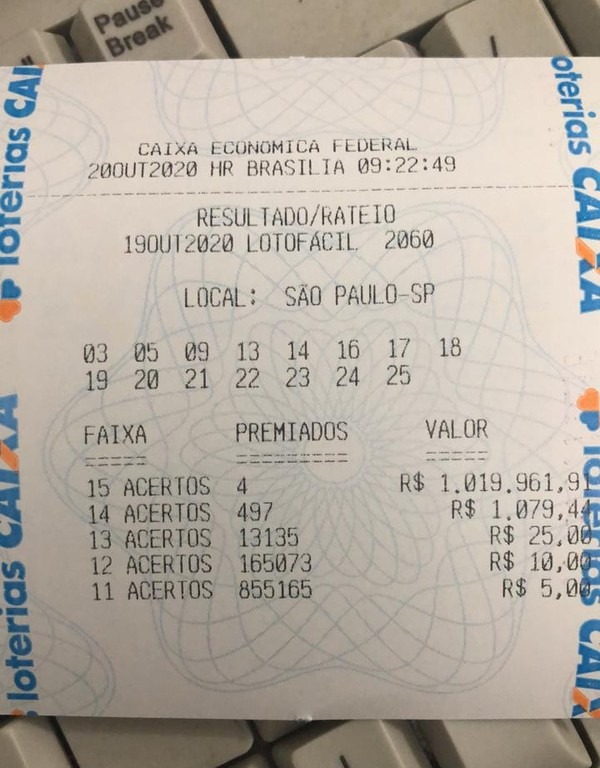 Pause
Break
CAIXA ECONOMICA FEDERAL
20OUT2020 HR BRASILIA 09:22:49
RESULTADO/RATEIO
19OUT2020 LOTOFÁCIL 2060
LOCAL: SÃO PAULO-SP
03 05 09 13 14 16 17 18
19 20 21 22 23 24 25
FAIXA PREMIADOS VALOR
===== ========= =====
15 ACERTOS 4 R$ 1.019.961,91
14 ACERTOS 497 R$ 1.079,44
13 ACERTOS 13135 R$ 25,00
12 ACERTOS 165073 R$ 10,00
11 ACERTOS 855165 R$ 5,00
loterias CAI
loterias CAIXA
oterias CAIXA
loterias CAIX